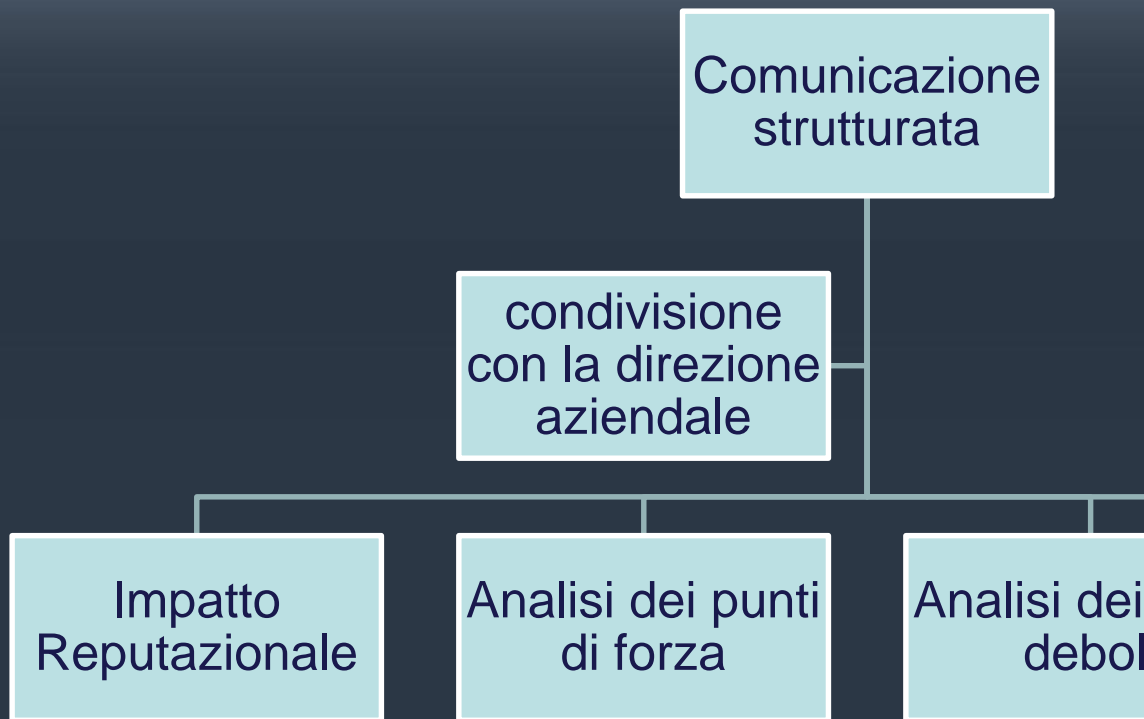 Comunicazione
strutturata
condivisione
con la direzione
aziendale
Impatto
Reputazionale
Analisi dei punti
di forza
Analisi dei